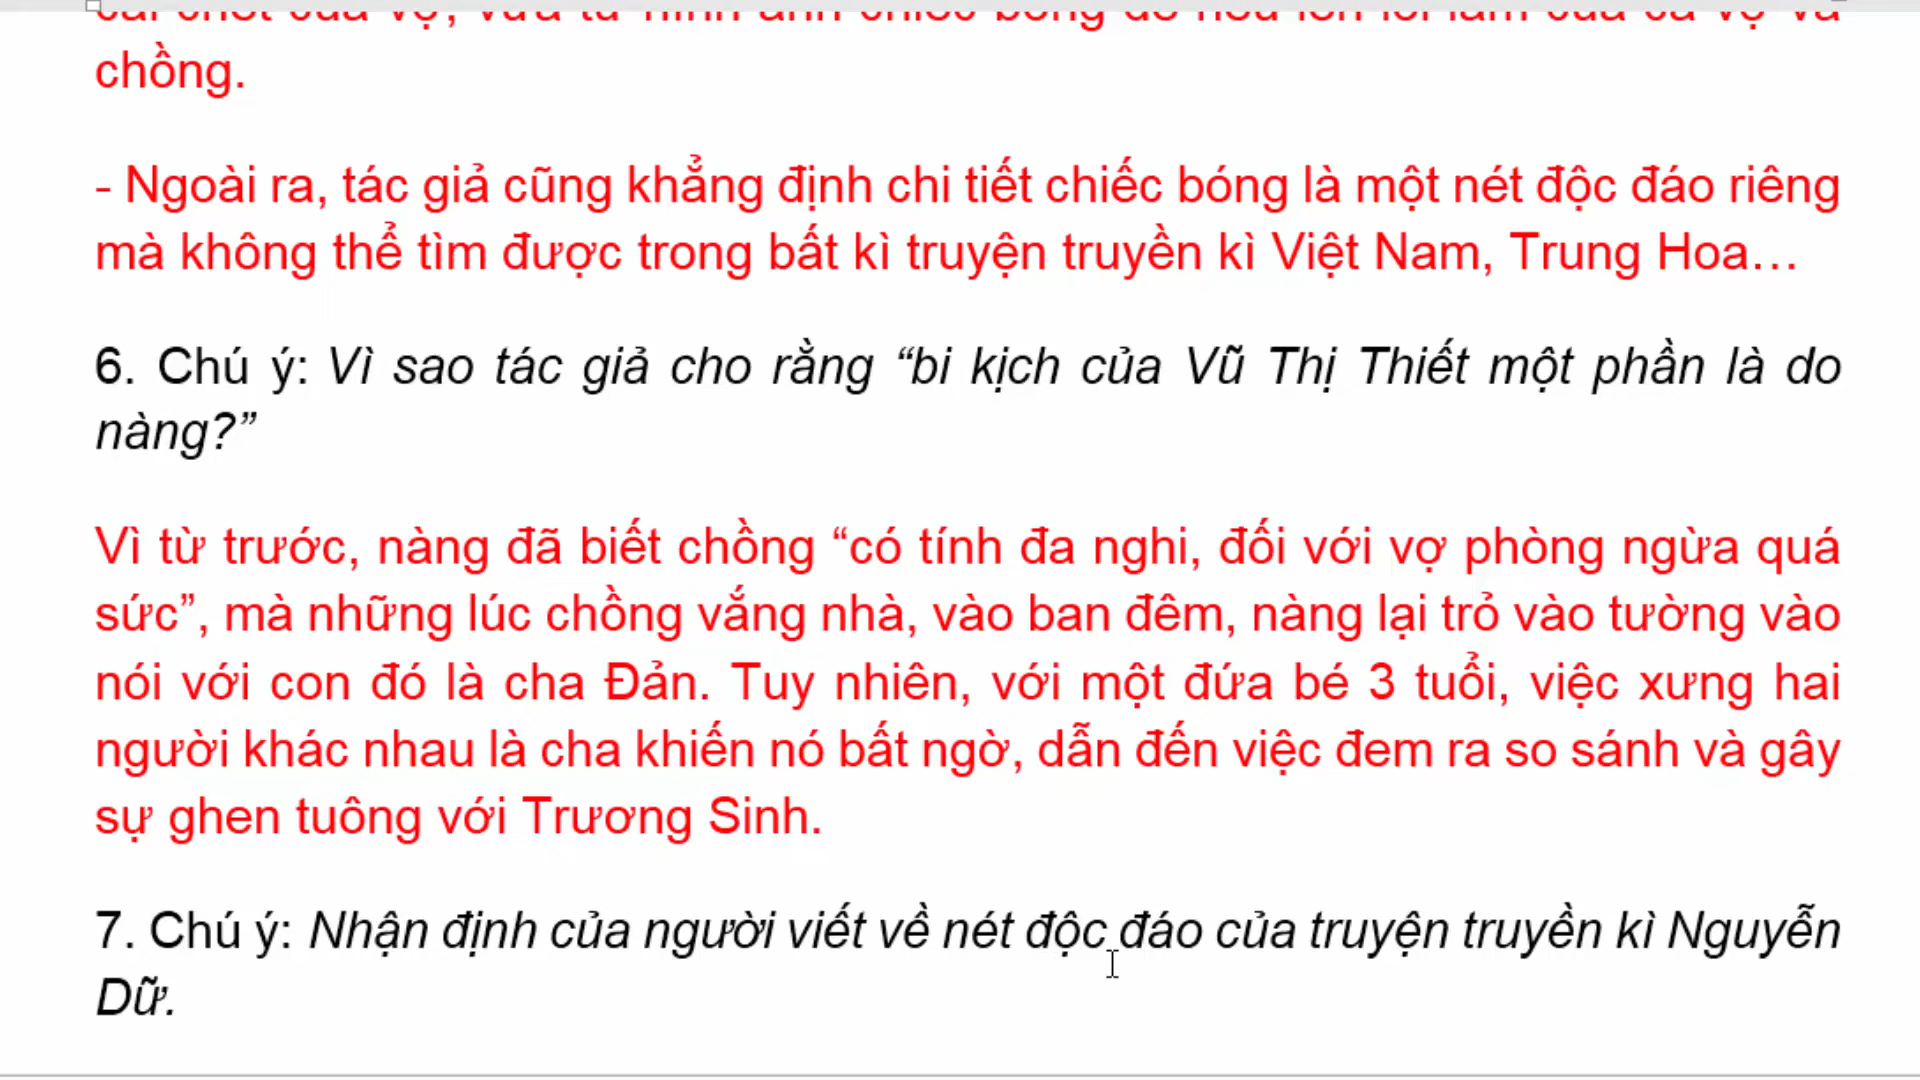 chồng.
- Ngoài ra, tác giả cũng khẳng định chi tiết chiếc bóng là một nét độc đáo riêng
mà không thể tìm được trong bất kì truyện truyền kì Việt Nam, Trung Hoa…
6. Chú ý: Vì sao tác giả cho rằng “bi kịch của Vũ Thị Thiết một phần là do
nàng?”
Vì từ trước, nàng đã biết chồng “có tính đa nghi, đối với vợ phòng ngừa quá
sức”, mà những lúc chồng vắng nhà, vào ban đêm, nàng lại trỏ vào tường vào
nói với con đó là cha Đản. Tuy nhiên, với một đứa bé 3 tuổi, việc xưng hai
người khác nhau là cha khiến nó bất ngờ, dẫn đến việc đem ra so sánh và gây
sự ghen tuông với Trương Sinh.
7. Chú ý: Nhận định của người viết về nét độc đáo của truyện truyền kì Nguyễn
Dữ.